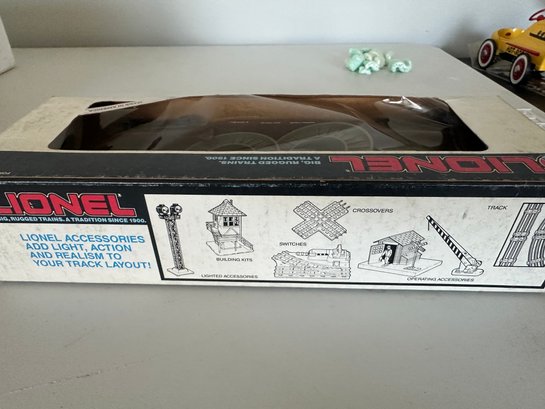 BIG, RUGGED TRAINS.
A TRADITION SINCE 1900.
LIONEL
LIONEL
BIG, RUGGED TRAINS. A TRADITION SINCE 1900.
LIONEL ACCESSORIES
ADD LIGHT, ACTION
AND REALISM TO
YOUR TRACK LAYOUT!
LIGHTED ACCESSORIES
BUILDING KITS
SWITCHES
CROSSOVERS
OPERATING ACCESSORIES
TRACK